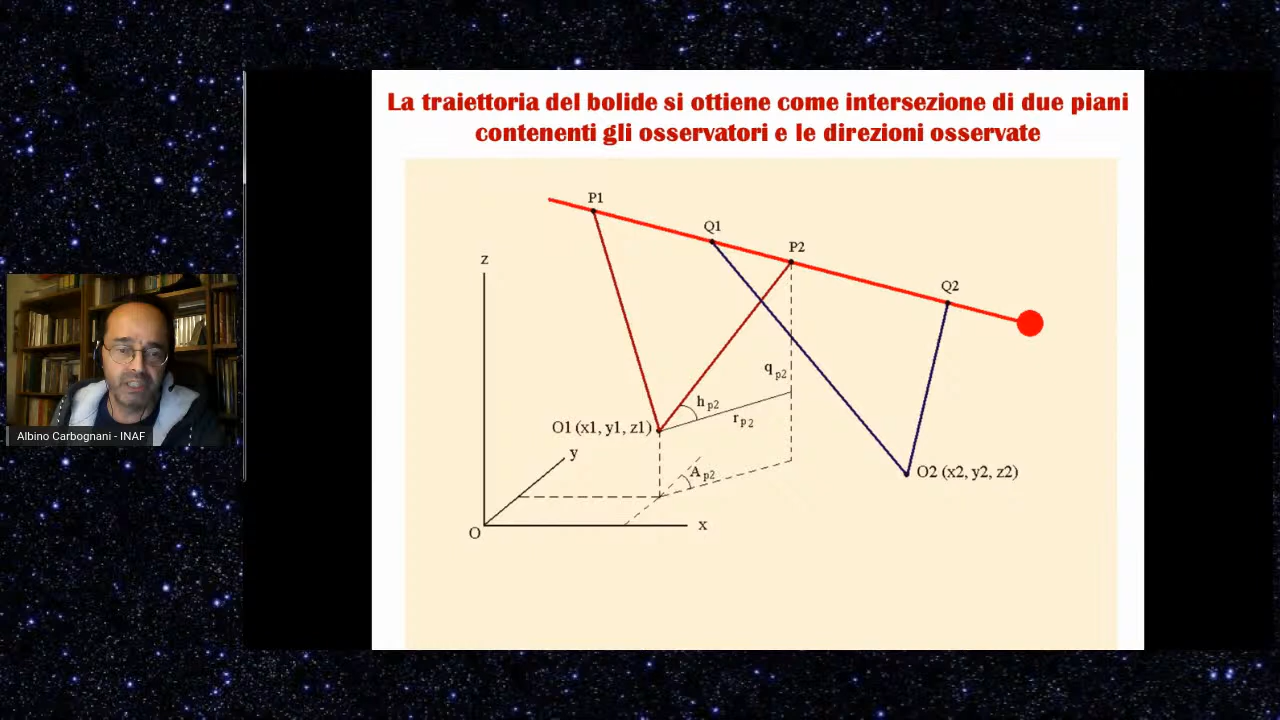 La traiettoria del bolide si ottiene come intersezione di due piani
contenenti gli osservatori e le direzioni osservate
P1
Q1
P2
z
Q2
q p2
h p2
r p2
O1 (x1, y1, z1)
y
A p2
O2 (x2, y2, z2)
x
O
Albino Carbognani - INAF